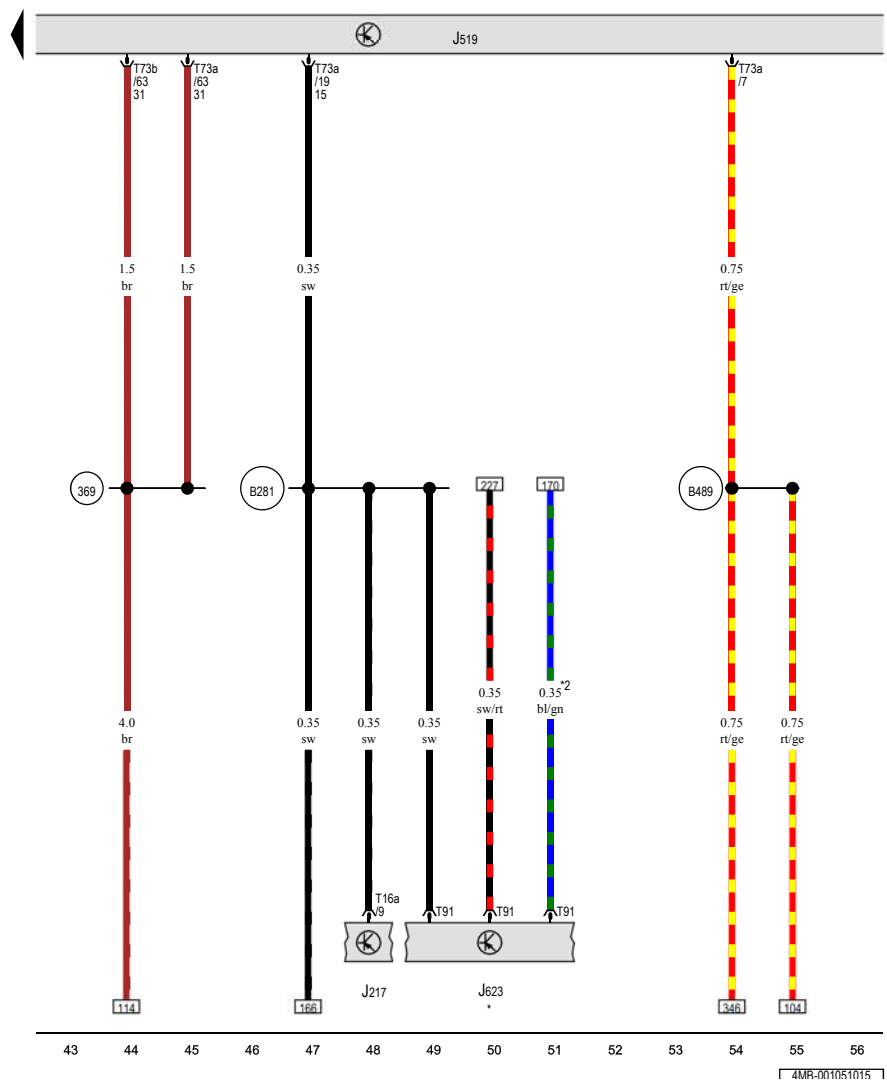 J519
T73b
/63
31
T73a
/63
31
T73a
/19
15
T73a
/7
1.5
br
1.5
br
0.35
sw
0.75
rt/ge
369
B281
227
170
B489
4.0
br
0.35
sw
0.35
sw
0.35
sw
0.35
sw/rt
0.35
*2
bl/gn
0.75
rt/ge
0.75
rt/ge
T16a
/9
T91
T91
T91
J217
J623
*
114
166
346
104
43 44 45 46 47 48 49 50 51 52 53 54 55 56
4MB-001051015